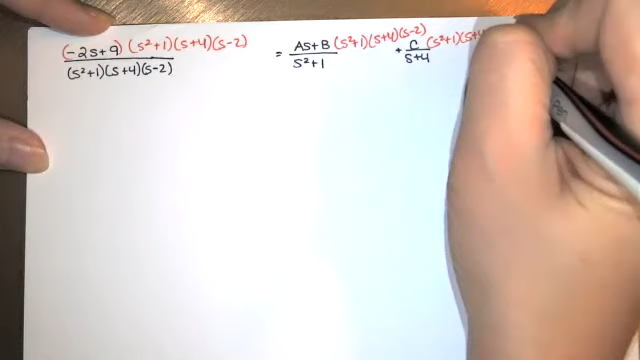 (-2s+9) (s²+1)(s+4)(s-2) = As+B (s²+1)(s+4)(s-2) + C (s²+1)(s+4
(s²+1)(s+4)(s-2) s²+1 s+4